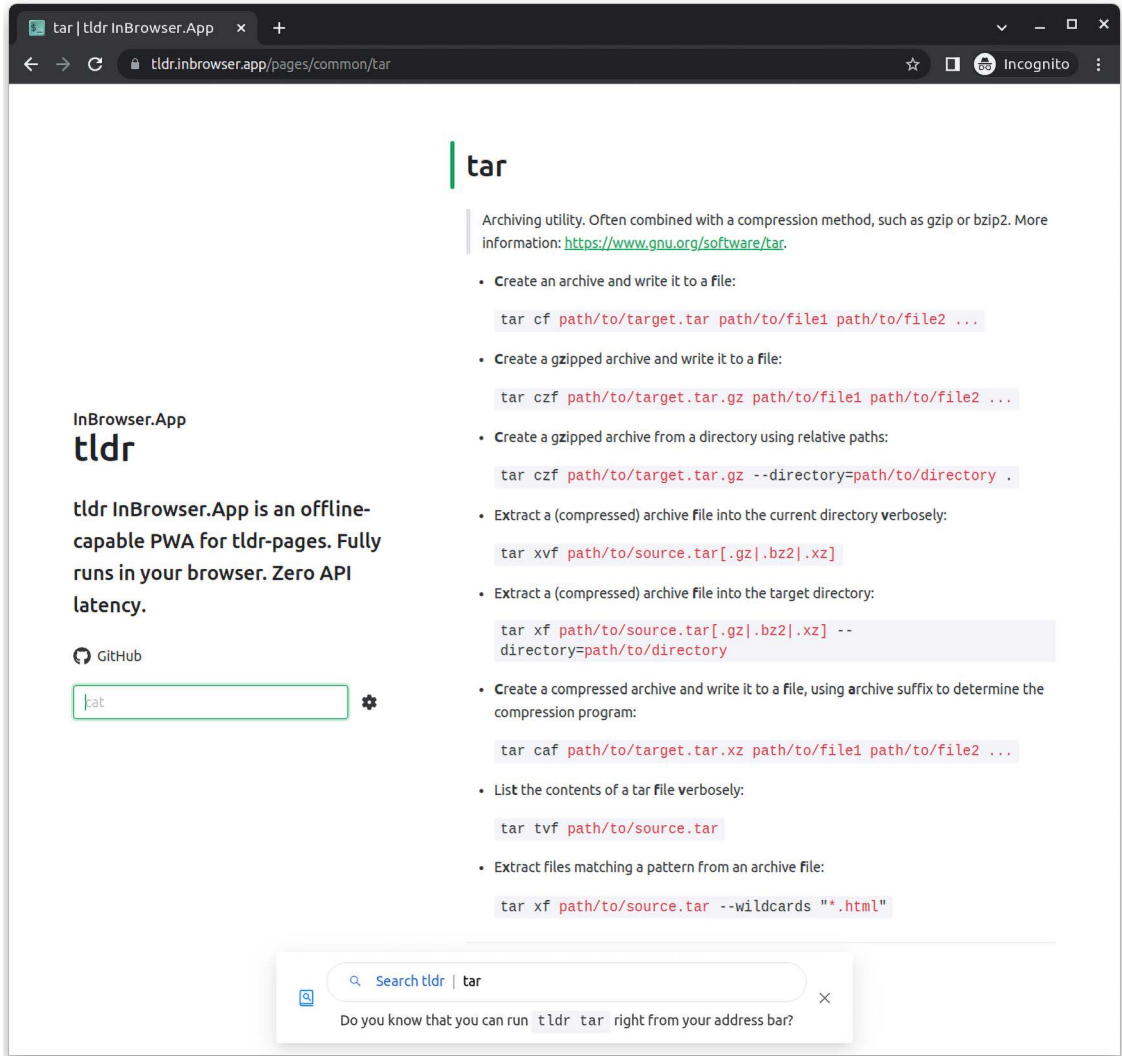 tar | tldr InBrowser.App
tldr.inbrowser.app/pages/common/tar
Incognito
InBrowser.App
tldr
tldr InBrowser.App is an offline-
capable PWA for tldr-pages. Fully
runs in your browser. Zero API
latency.
GitHub
cat
tar
Archiving utility. Often combined with a compression method, such as gzip or bzip2. More
information: https://www.gnu.org/software/tar.
• Create an archive and write it to a file:
tar cf path/to/target.tar path/to/file1 path/to/file2 ...
• Create a gzipped archive and write it to a file:
tar czf path/to/target.tar.gz path/to/file1 path/to/file2 ...
• Create a gzipped archive from a directory using relative paths:
tar czf path/to/target.tar.gz --directory=path/to/directory .
• Extract a (compressed) archive file into the current directory verbosely:
tar xvf path/to/source.tar[.gz|.bz2|.xz]
• Extract a (compressed) archive file into the target directory:
tar xf path/to/source.tar[.gz|.bz2|.xz] --
directory=path/to/directory
• Create a compressed archive and write it to a file, using archive suffix to determine the
compression program:
tar caf path/to/target.tar.xz path/to/file1 path/to/file2 ...
• List the contents of a tar file verbosely:
tar tvf path/to/source.tar
• Extract files matching a pattern from an archive file:
tar xf path/to/source.tar --wildcards "*.html"
Search tldr | tar
Do you know that you can run tldr tar right from your address bar?